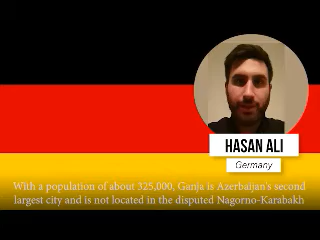 HASAN ALI
Germany
With a population of about 325,000, Ganja is Azerbaijan's second
largest city and is not located in the disputed Nagorno-Karabakh